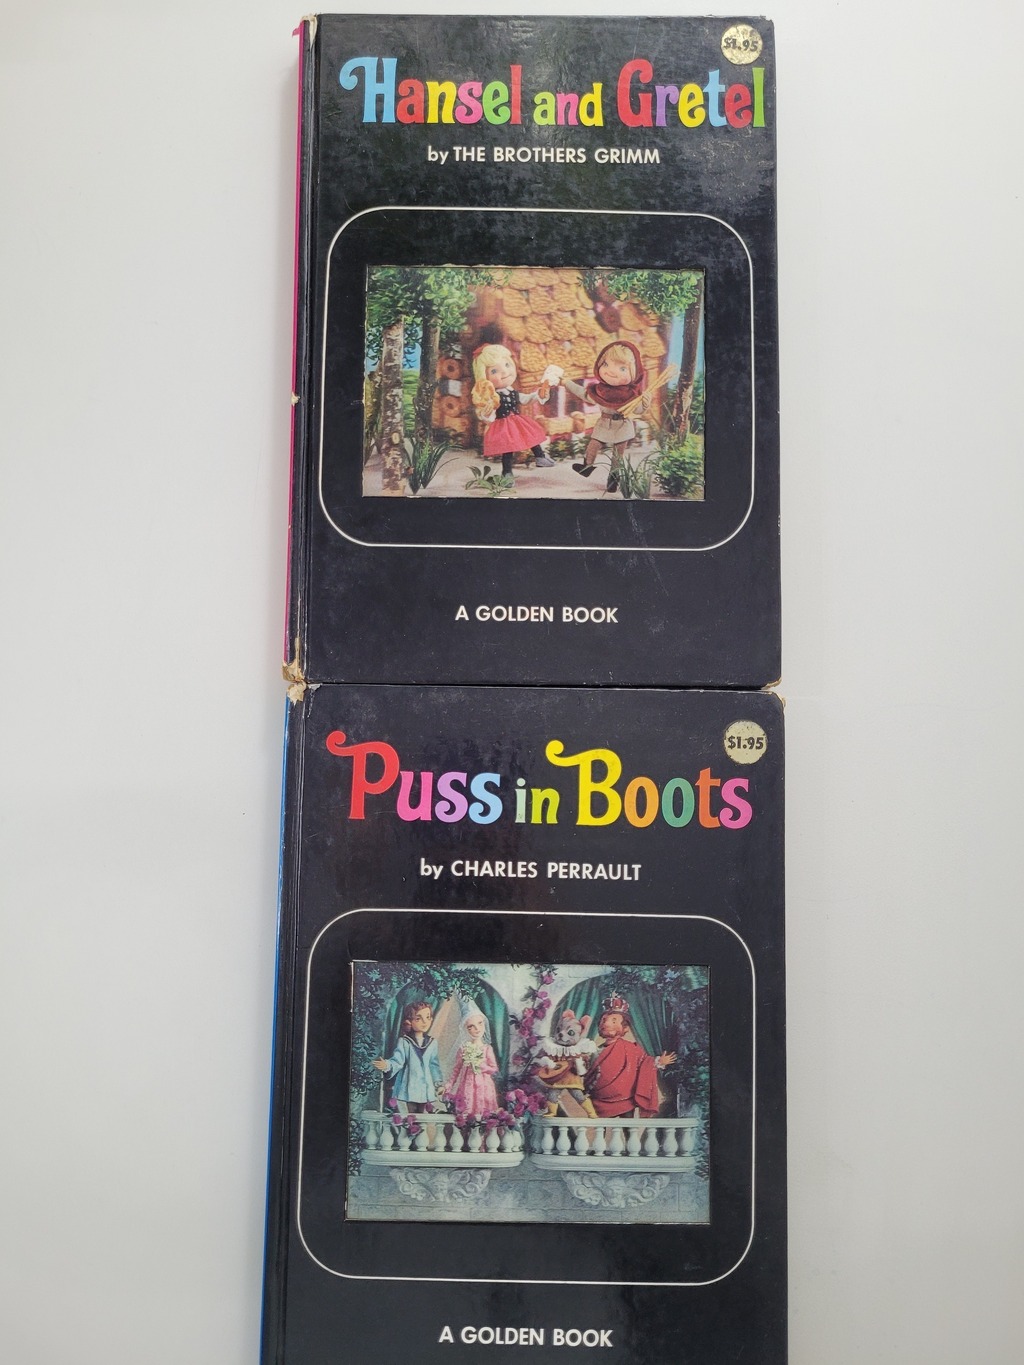 $1.95
Hansel and Gretel
by THE BROTHERS GRIMM
A GOLDEN BOOK
$1.95
Puss in Boots
by CHARLES PERRAULT
A GOLDEN BOOK